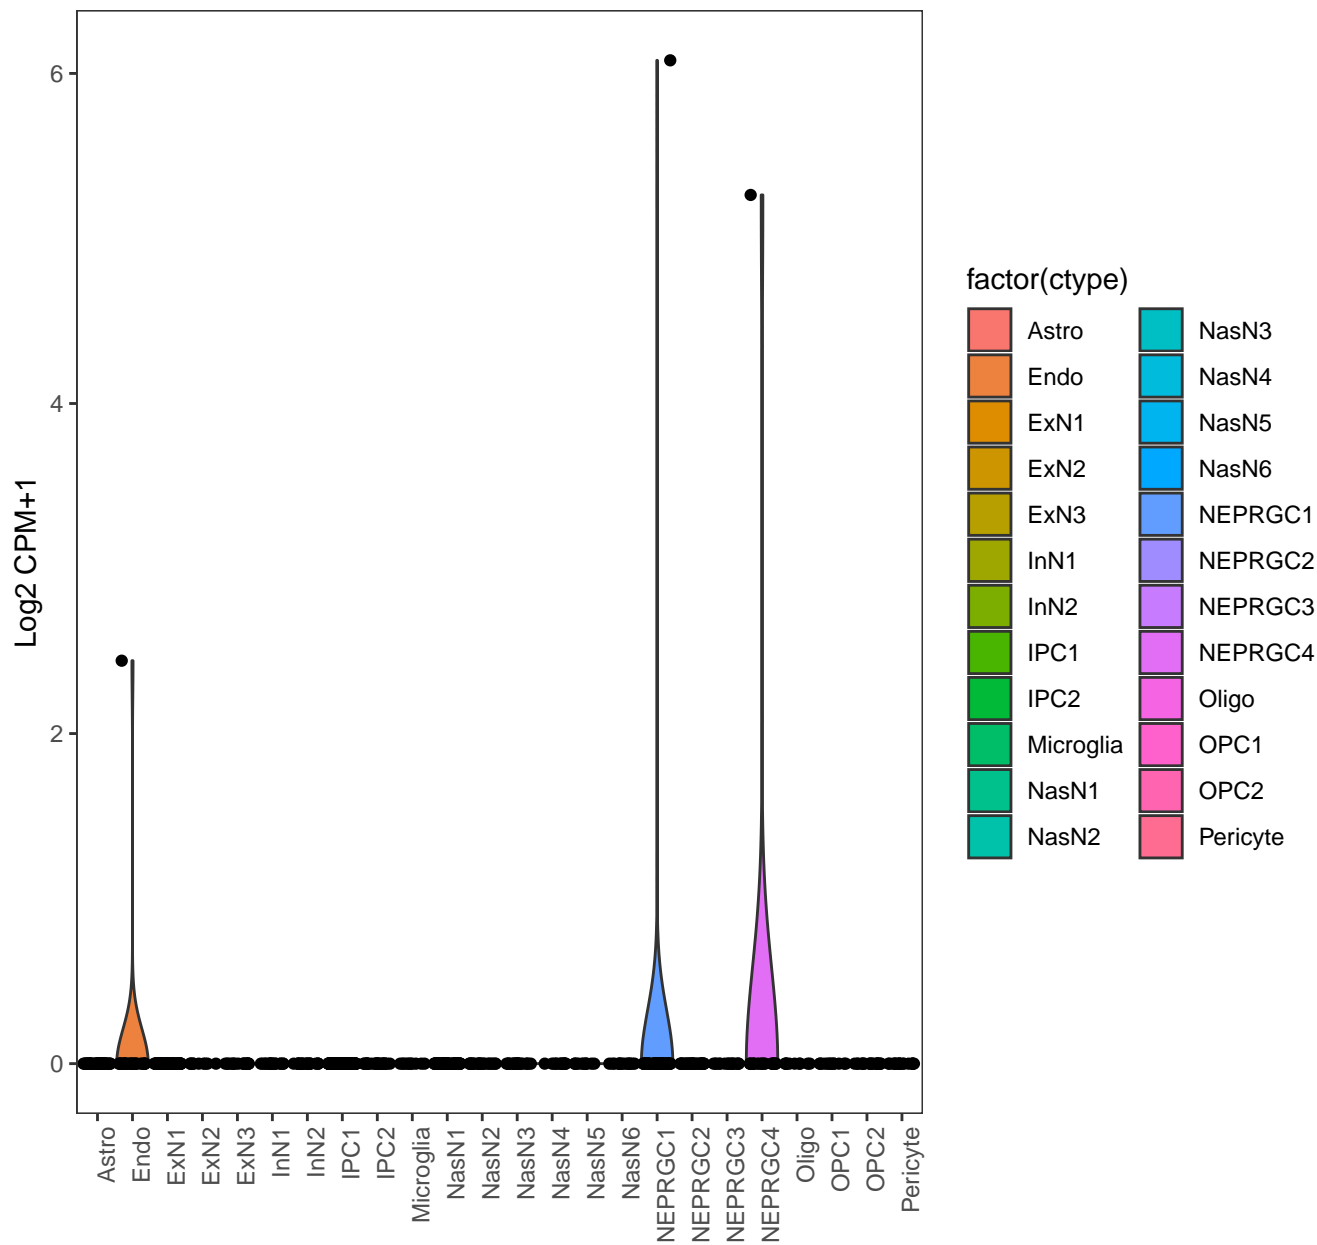 6
4
2
0
Log2 CPM+1
Astro
Endo
ExN1
ExN2
ExN3
InN1
InN2
IPC1
IPC2
Microglia
NasN1
NasN2
NasN3
NasN4
NasN5
NasN6
NEPRGC1
NEPRGC2
NEPRGC3
NEPRGC4
Oligo
OPC1
OPC2
Pericyte
factor(ctype)
Astro
Endo
ExN1
ExN2
ExN3
InN1
InN2
IPC1
IPC2
Microglia
NasN1
NasN2
NasN3
NasN4
NasN5
NasN6
NEPRGC1
NEPRGC2
NEPRGC3
NEPRGC4
Oligo
OPC1
OPC2
Pericyte